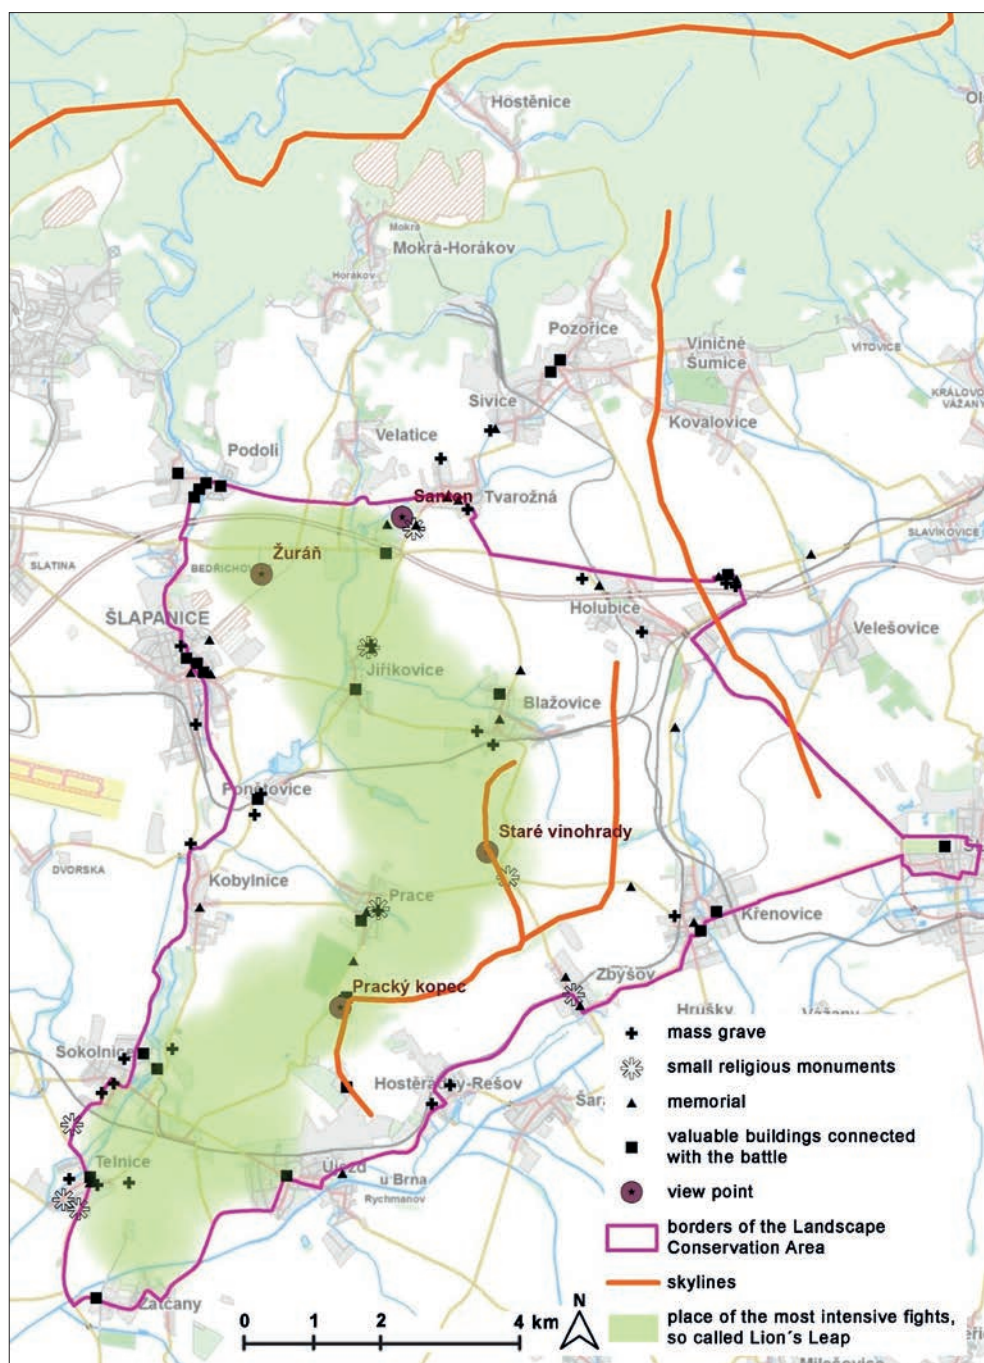 Hostěnice
Mokrá
Mokrá-Horákov
Horákov
Pozořice
Viničné
Šumice
VÍTOVICE
KRÁLOVO
VÁŽANY
Sivice
Kovalovice
Velatice
Podolí
Santon
Tvarožná
SLAVÍKOVICE
Žuráň
SLATINA
BEDŘICHOV
ŠLAPANICE
Holubice
Velešovice
Jiříkovice
Blažovice
Ponětovice
Staré vinohrady
DVORSKA
Kobylnice
Prace
Křenovice
Zbýšov
Pracký kopec
Hrušky
Vážany
Sokolnice
Hostěrádky-Rešov
Šara
Telnice
Újezd
u Brna
Rychmanov
Žatčany
mass grave
small religious monuments
memorial
valuable buildings connected
with the battle
view point
borders of the Landscape
Conservation Area
skylines
place of the most intensive fights,
so called Lion´s Leap
0 1 2 4 km
N